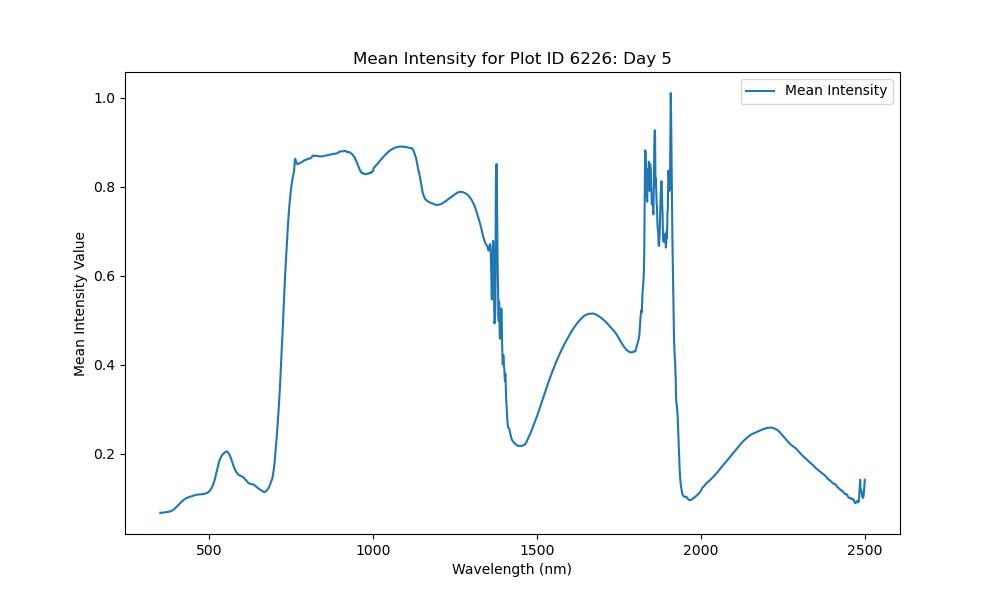 Mean Intensity for Plot ID 6226: Day 5
Mean Intensity
Mean Intensity Value
1.0
0.8
0.6
0.4
0.2
500
1000
1500
2000
2500
Wavelength (nm)